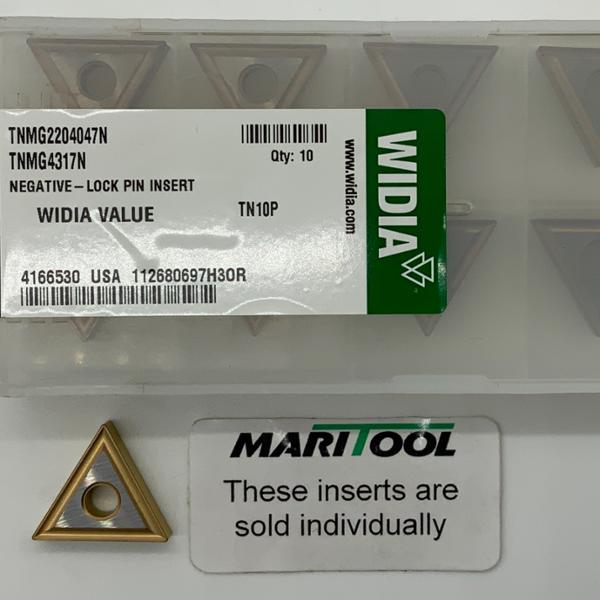 TNMG2204047N
TNMG4317N
Qty: 10
NEGATIVE-LOCK PIN INSERT
WIDIA VALUE
TN10P
4166530 USA 112680697H3OR
www.widia.com
WIDIA
MARITOOL
These inserts are
sold individually